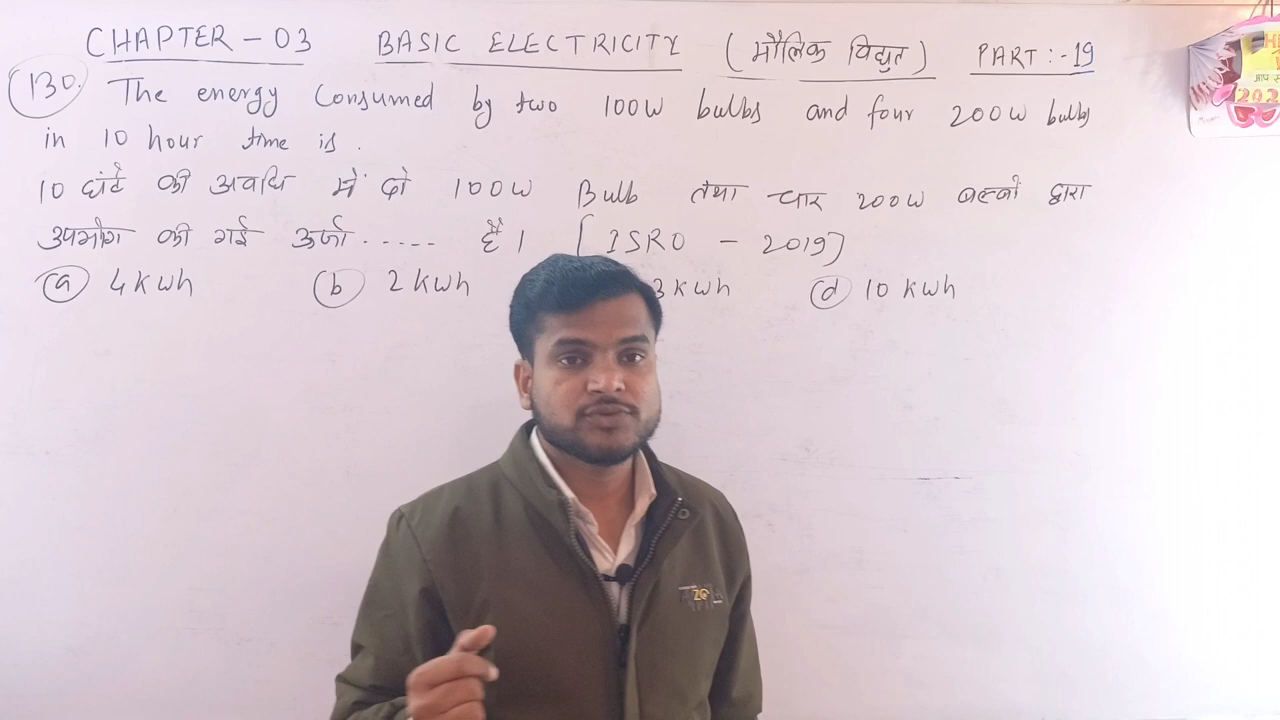 CHAPTER - 03 BASIC ELECTRICITY (मौलिक विद्युत) PART :- 19
130. The energy Consumed by two 100W bulbs and four 200W bulbs
in 10 hour time is .
10 घंटे की अवधि में दो 100W Bulb तथा चार 200W बल्बों द्वारा
उपभोग की गई ऊर्जा ..... है । [ISRO - 2019]
(a) 4 kwh (b) 2 kwh 3 kwh (d) 10 kwh